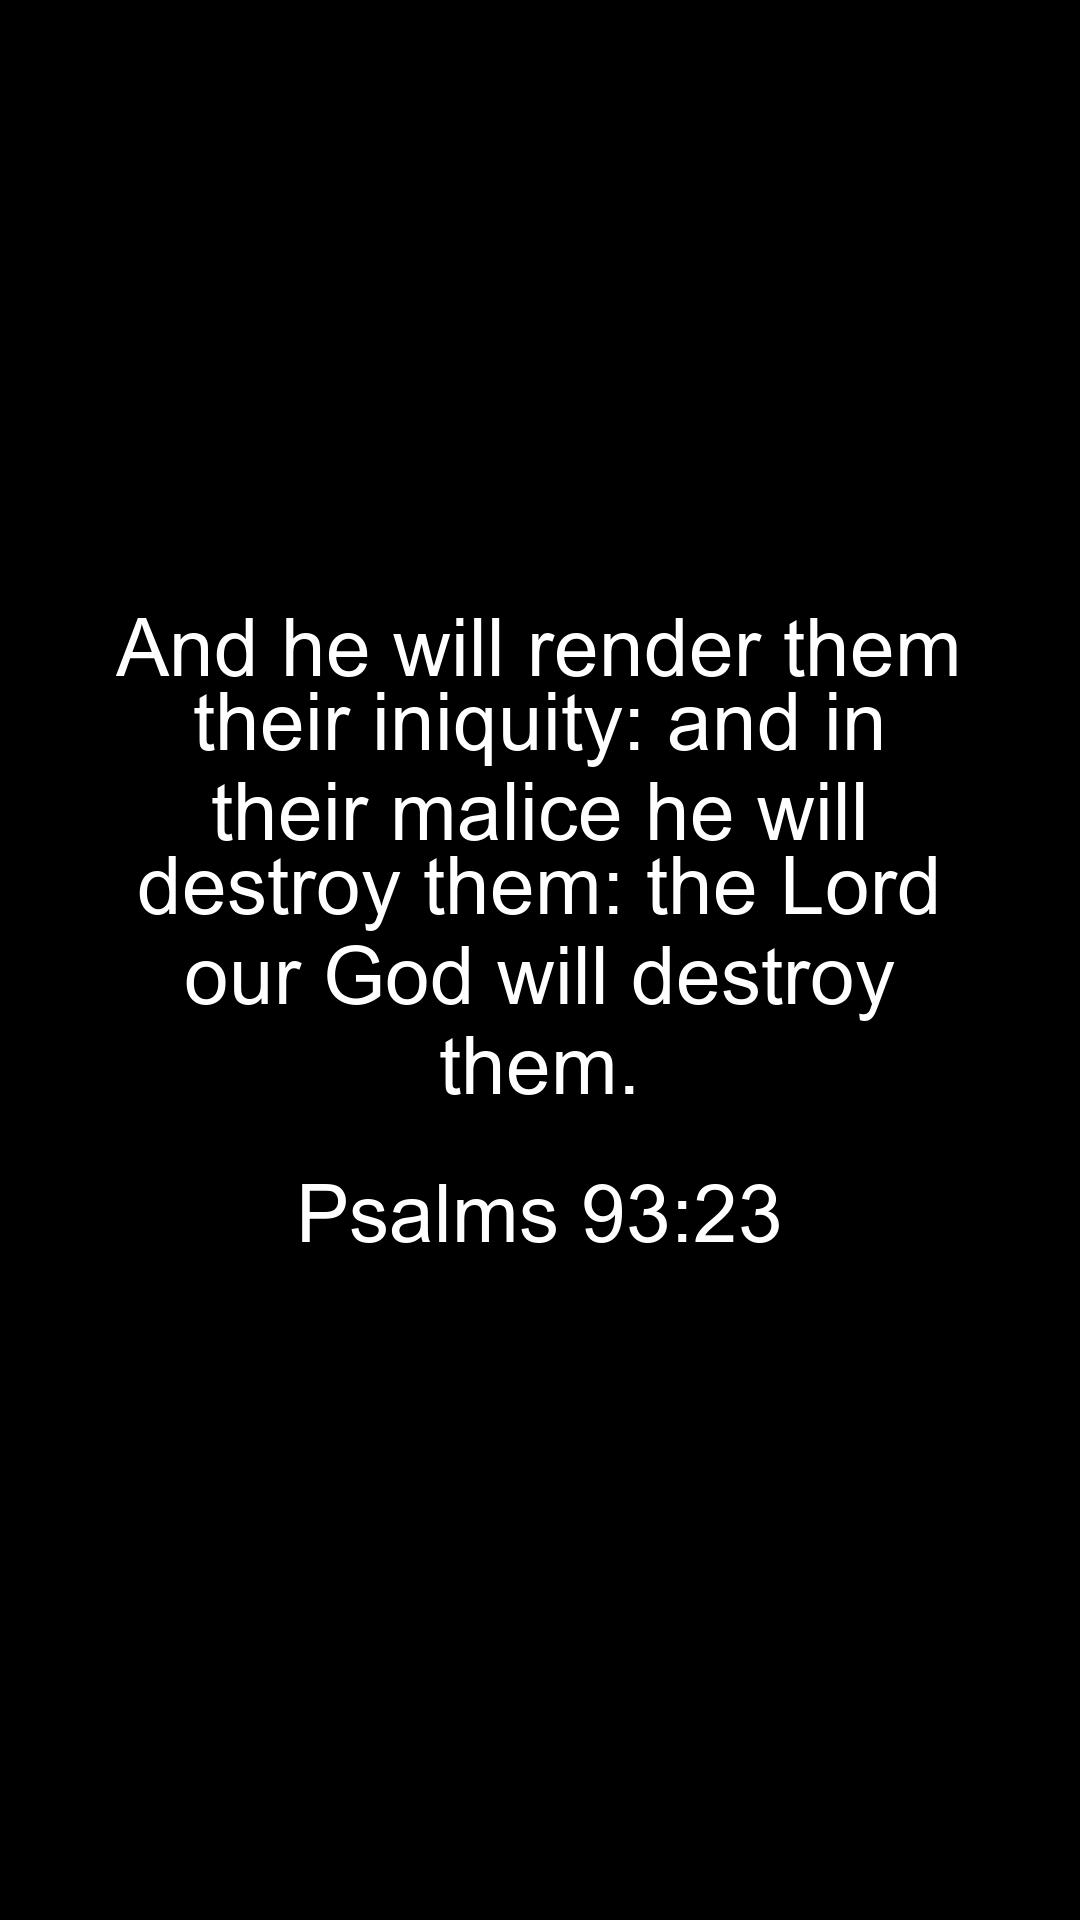 And he will render them
their iniquity: and in
their malice he will
destroy them: the Lord
our God will destroy
them.
Psalms 93:23